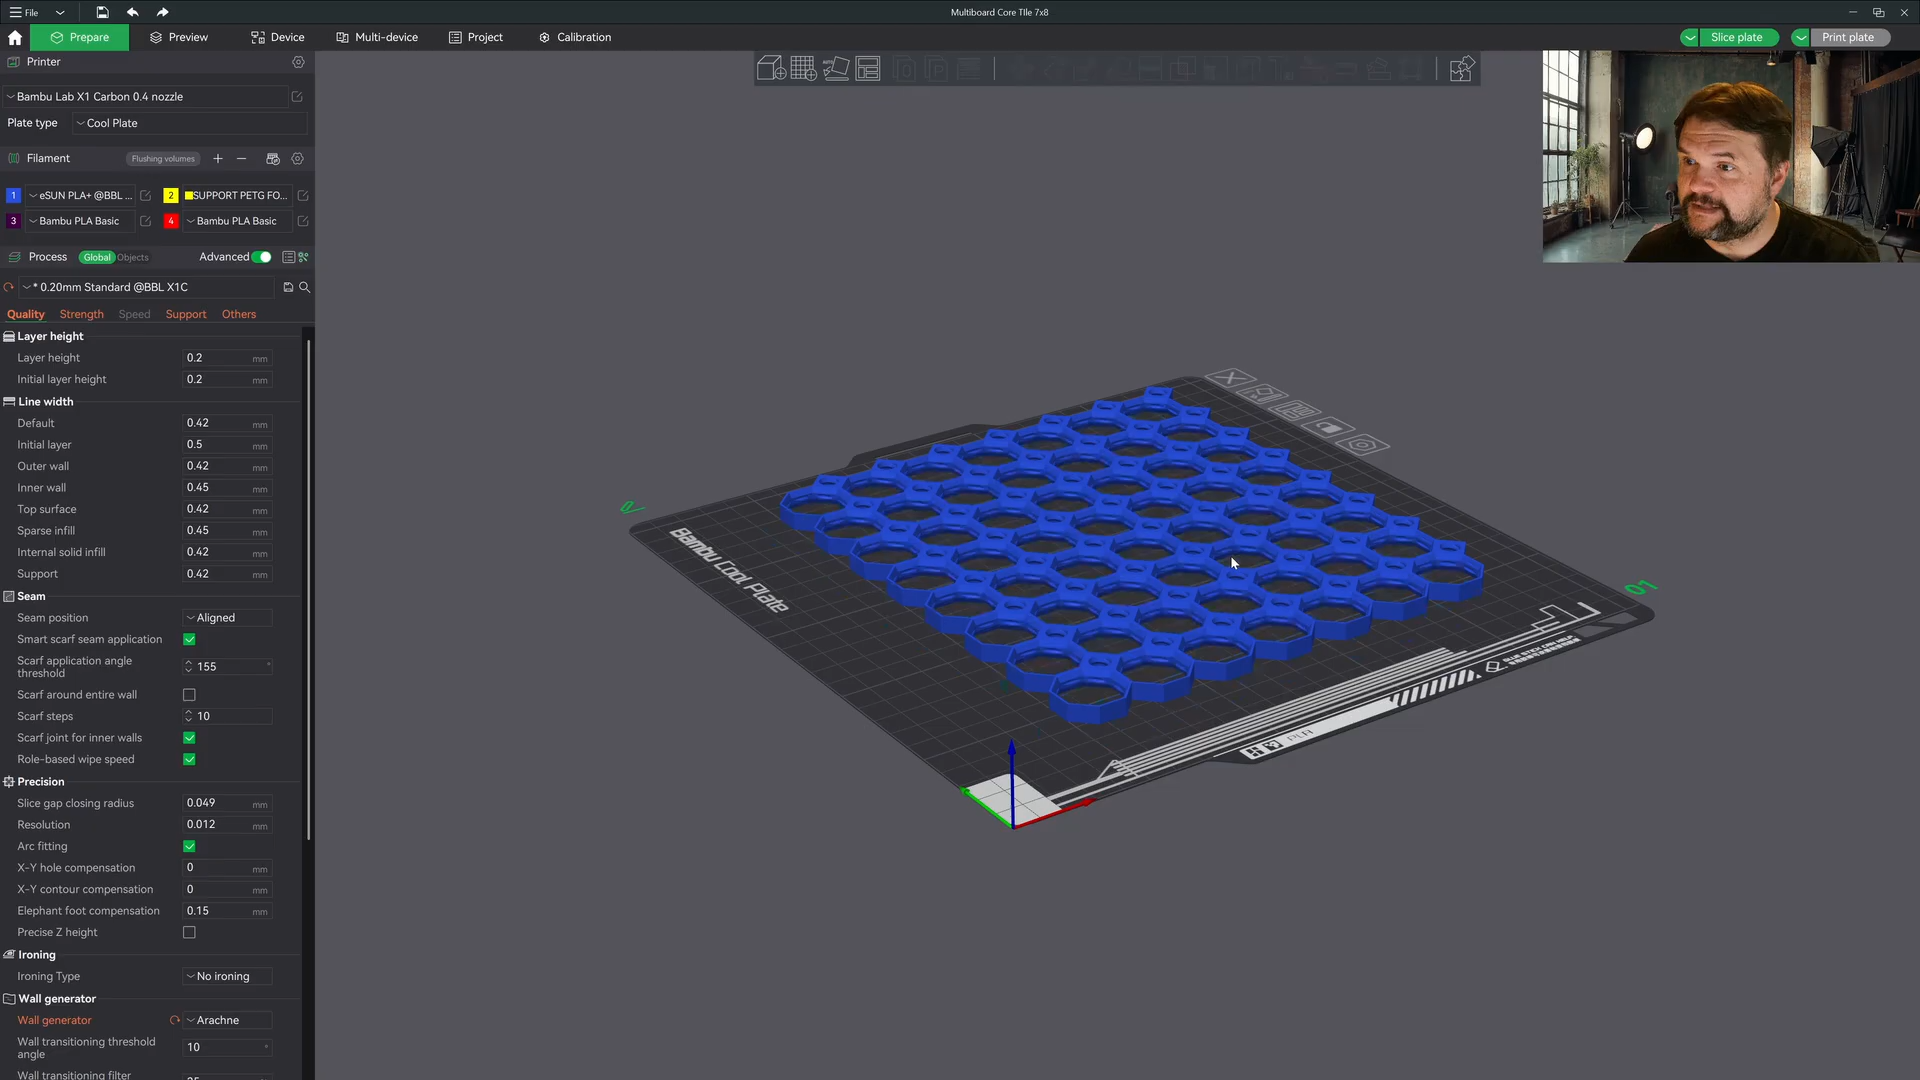 File
Multiboard Core TIle 7x8
Prepare
Preview
Device
Multi-device
Project
Calibration
Slice plate
Print plate
Printer
Bambu Lab X1 Carbon 0.4 nozzle
Plate type
Cool Plate
Filament
Flushing volumes
1
eSUN PLA+ @BBL ...
2
SUPPORT PETG FO...
3
Bambu PLA Basic
4
Bambu PLA Basic
Process
Global
Objects
Advanced
* 0.20mm Standard @BBL X1C
Quality
Strength
Speed
Support
Others
Layer height
Layer height 0.2 mm
Initial layer height 0.2 mm
Line width
Default 0.42 mm
Initial layer 0.5 mm
Outer wall 0.42 mm
Inner wall 0.45 mm
Top surface 0.42 mm
Sparse infill 0.45 mm
Internal solid infill 0.42 mm
Support 0.42 mm
Seam
Seam position Aligned
Smart scarf seam application
Scarf application angle
threshold
155 °
Scarf around entire wall
Scarf steps 10
Scarf joint for inner walls
Role-based wipe speed
Precision
Slice gap closing radius 0.049 mm
Resolution 0.012 mm
Arc fitting
X-Y hole compensation 0 mm
X-Y contour compensation 0 mm
Elephant foot compensation 0.15 mm
Precise Z height
Ironing
Ironing Type No ironing
Wall generator
Wall generator Arachne
Wall transitioning threshold
angle
10 °
Wall transitioning filter
Bambu Cool Plate
01
PLA